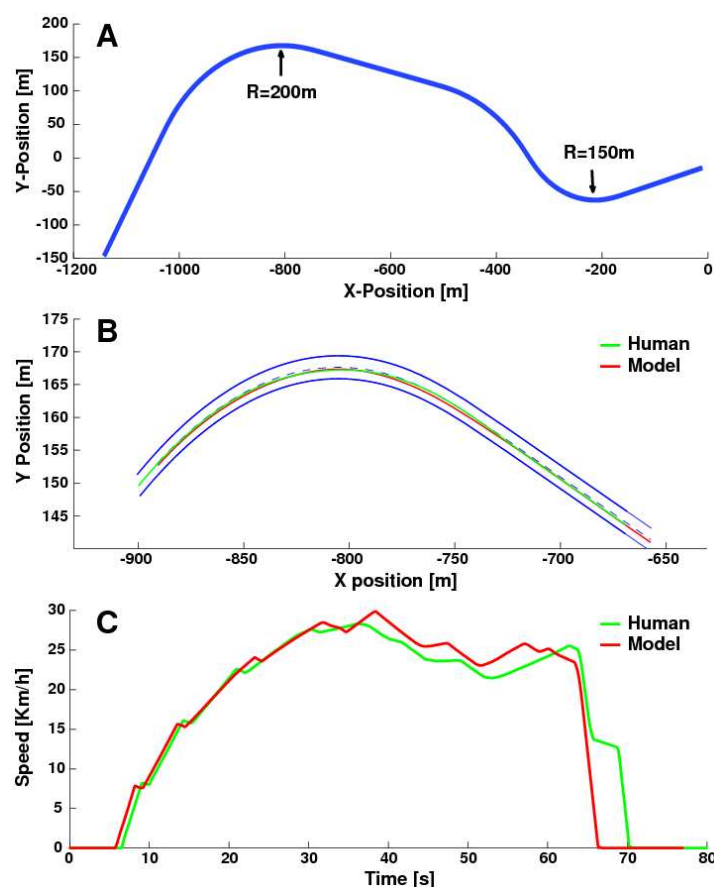 A
200
150
100
50
0
-50
-100
-150
Y-Position [m]
R=200m
R=150m
-1200 -1000 -800 -600 -400 -200 0
X-Position [m]
B
175
170
165
160
155
150
145
Y Position [m]
Human
Model
-900 -850 -800 -750 -700 -650
X position [m]
C
30
25
20
15
10
5
0
Speed [Km/h]
Human
Model
0 10 20 30 40 50 60 70 80
Time [s]